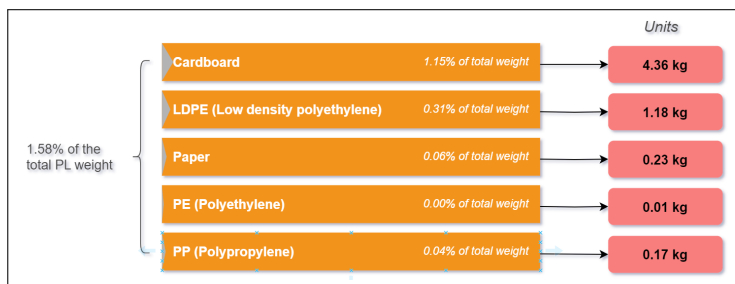 Units
Cardboard 1.15% of total weight 4.36 kg
LDPE (Low density polyethylene) 0.31% of total weight 1.18 kg
1.58% of the
total PL weight
Paper 0.06% of total weight 0.23 kg
PE (Polyethylene) 0.00% of total weight 0.01 kg
PP (Polypropylene) 0.04% of total weight 0.17 kg